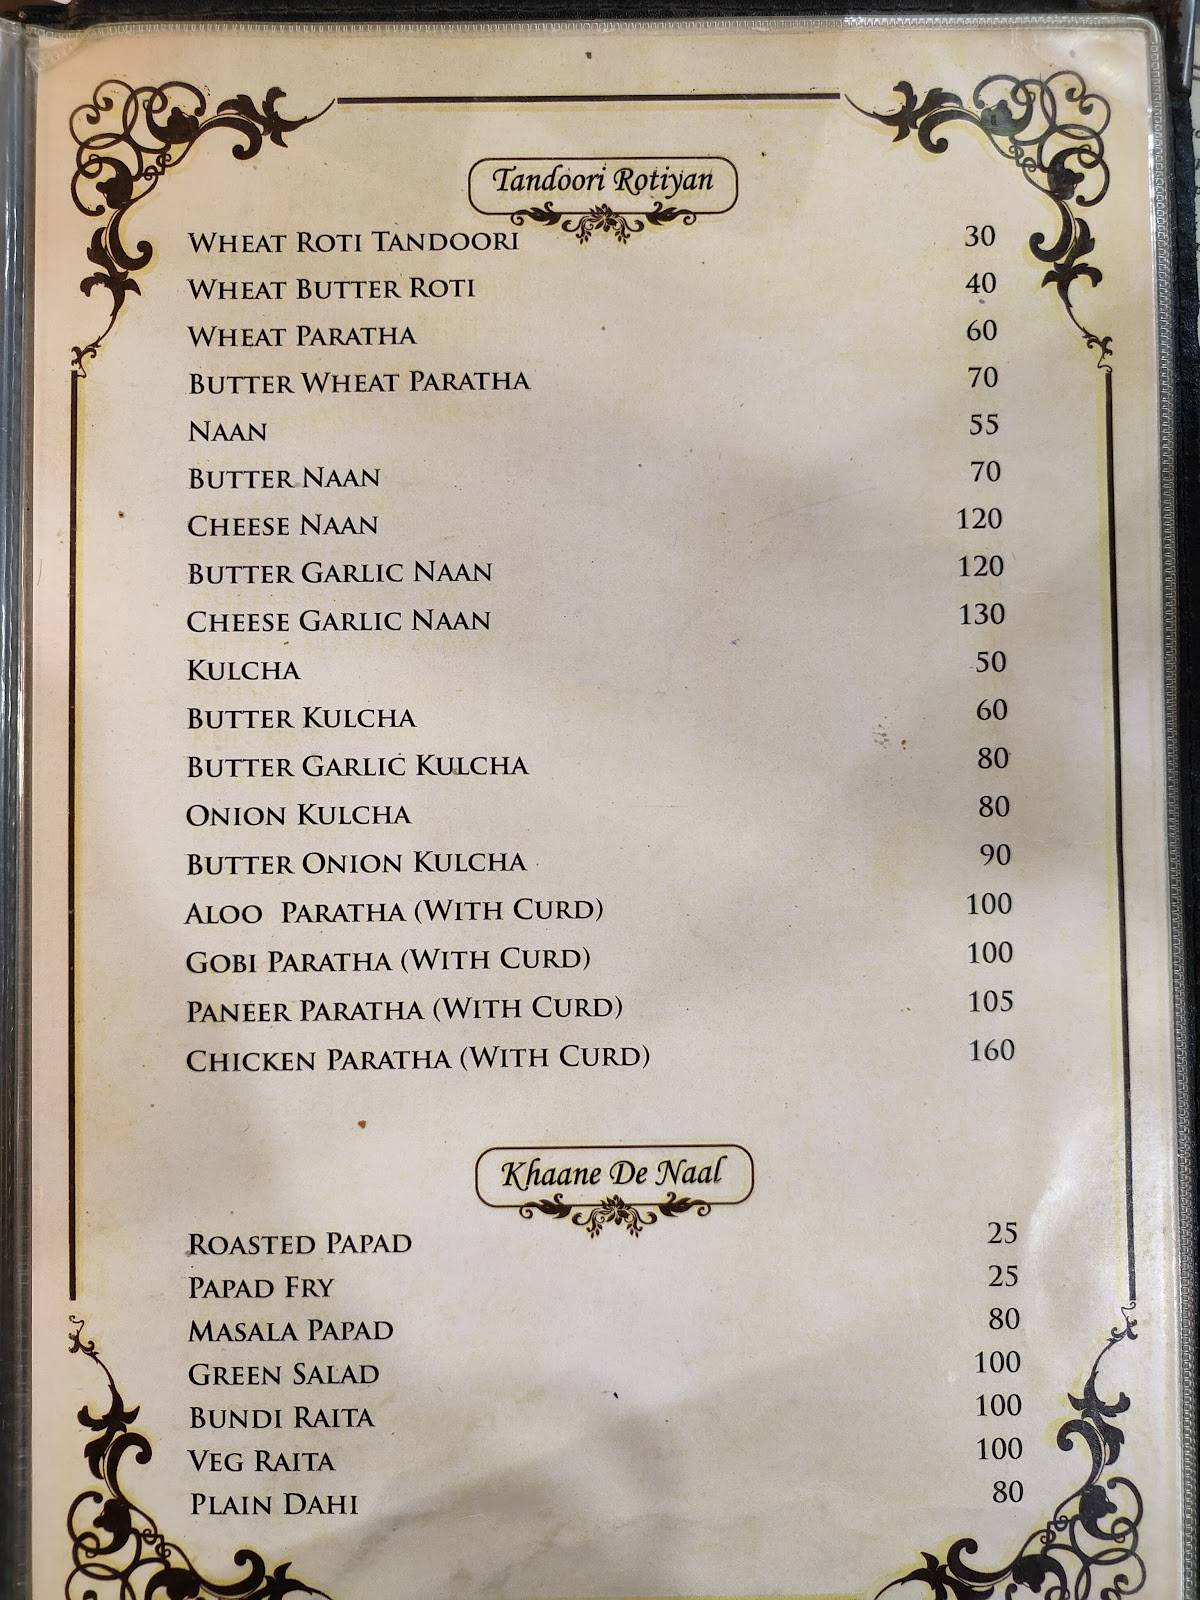 Tandoori Rotiyan
Wheat Roti Tandoori 30
Wheat Butter Roti 40
Wheat Paratha 60
Butter Wheat Paratha 70
Naan 55
Butter Naan 70
Cheese Naan 120
Butter Garlic Naan 120
Cheese Garlic Naan 130
Kulcha 50
Butter Kulcha 60
Butter Garlic Kulcha 80
Onion Kulcha 80
Butter Onion Kulcha 90
Aloo Paratha (With Curd) 100
Gobi Paratha (With Curd) 100
Paneer Paratha (With Curd) 105
Chicken Paratha (With Curd) 160
Khaane De Naal
Roasted Papad 25
Papad Fry 25
Masala Papad 80
Green Salad 100
Bundi Raita 100
Veg Raita 100
Plain Dahi 80